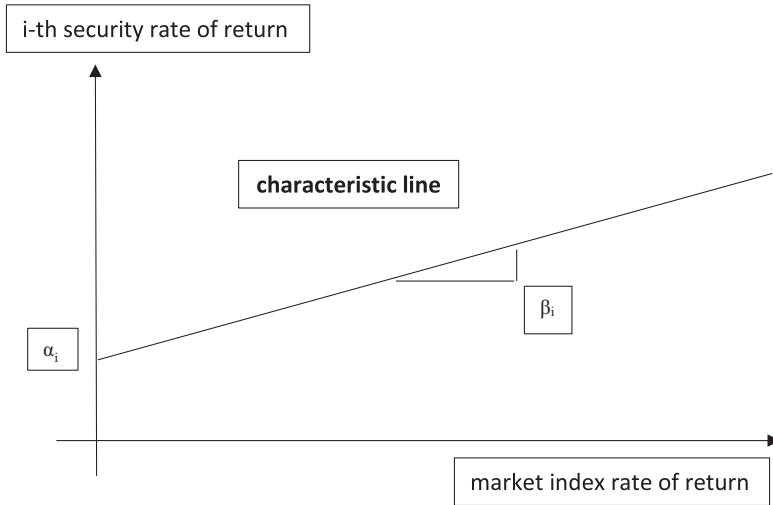 i-th security rate of return
characteristic line
βᵢ
αᵢ
market index rate of return